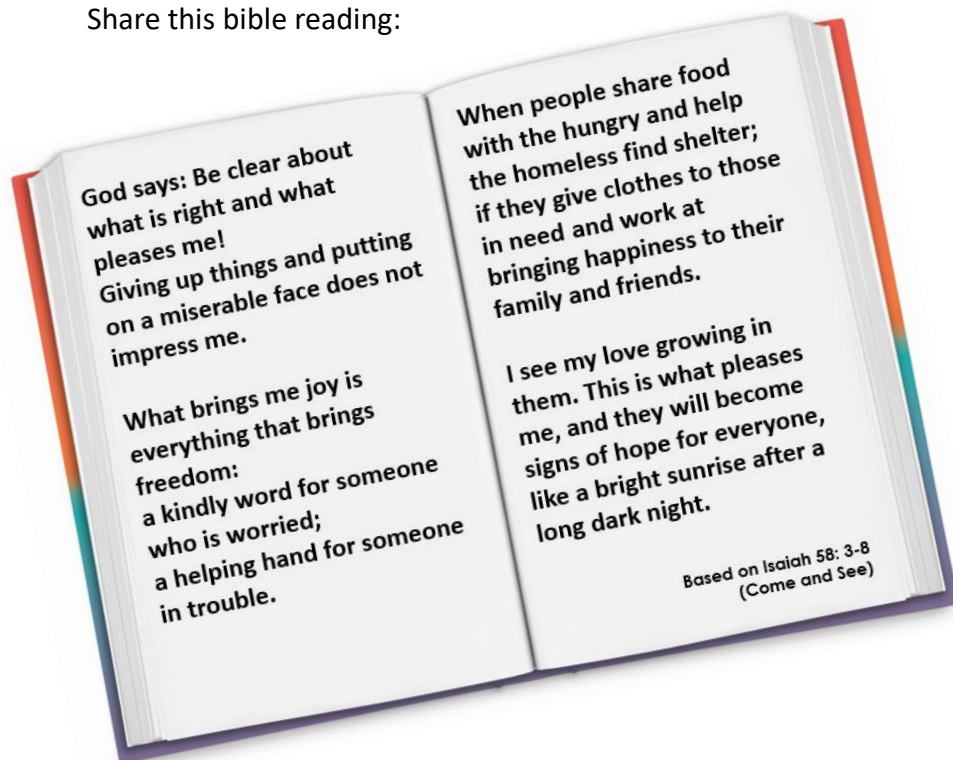 Share this bible reading:
God says: Be clear about
what is right and what
pleases me!
Giving up things and putting
on a miserable face does not
impress me.
What brings me joy is
everything that brings
freedom:
a kindly word for someone
who is worried;
a helping hand for someone
in trouble.
When people share food
with the hungry and help
the homeless find shelter;
if they give clothes to those
in need and work at
bringing happiness to their
family and friends.
I see my love growing in
them. This is what pleases
me, and they will become
signs of hope for everyone,
like a bright sunrise after a
long dark night.
Based on Isaiah 58: 3-8
(Come and See)